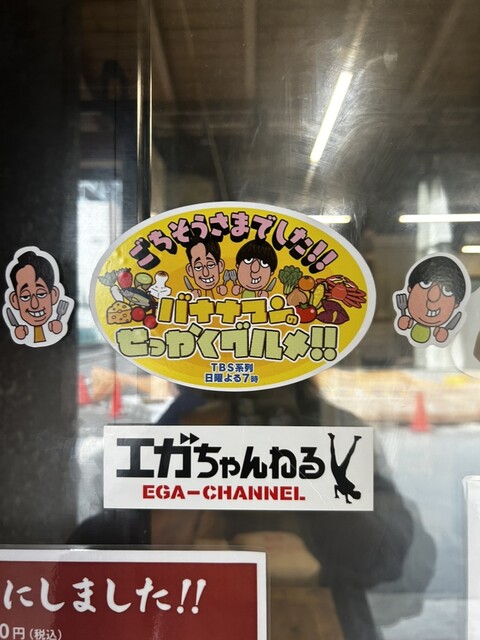 ごちそうさまでした!!
バナナマンの
せっかくグルメ!!
TBS系列
日曜よる7時
エガちゃんねる
EGA-CHANNEL
にしました!!
0円(税込)